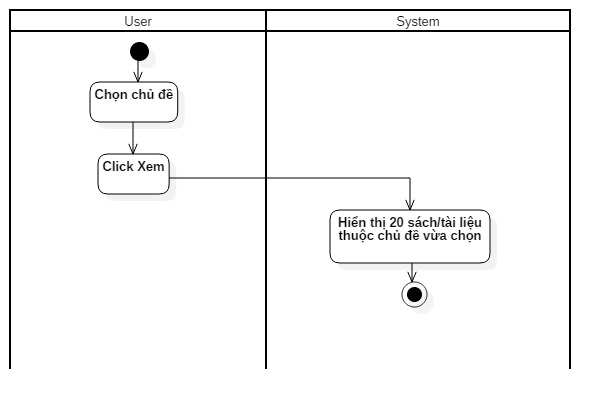 User
System
Chọn chủ đề
Click Xem
Hiển thị 20 sách/tài liệu
thuộc chủ đề vừa chọn